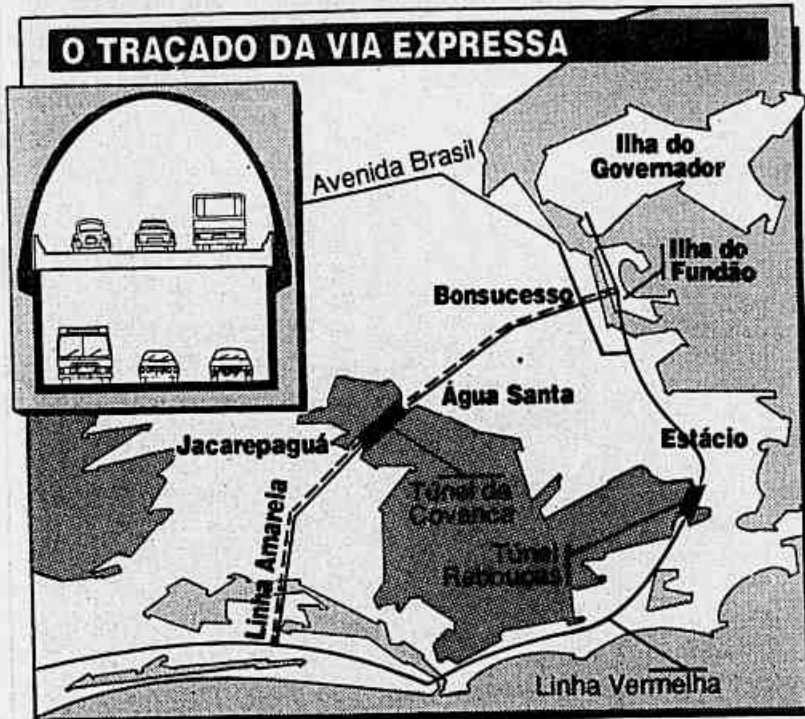 O TRAÇADO DA VIA EXPRESSA
Avenida Brasil
Ilha do
Governador
Ilha do
Fundão
Bonsucesso
Água Santa
Jacarepaguá
Estácio
Túnel da
Covanca
Túnel
Rebouças
Linha Amarela
Linha Vermelha